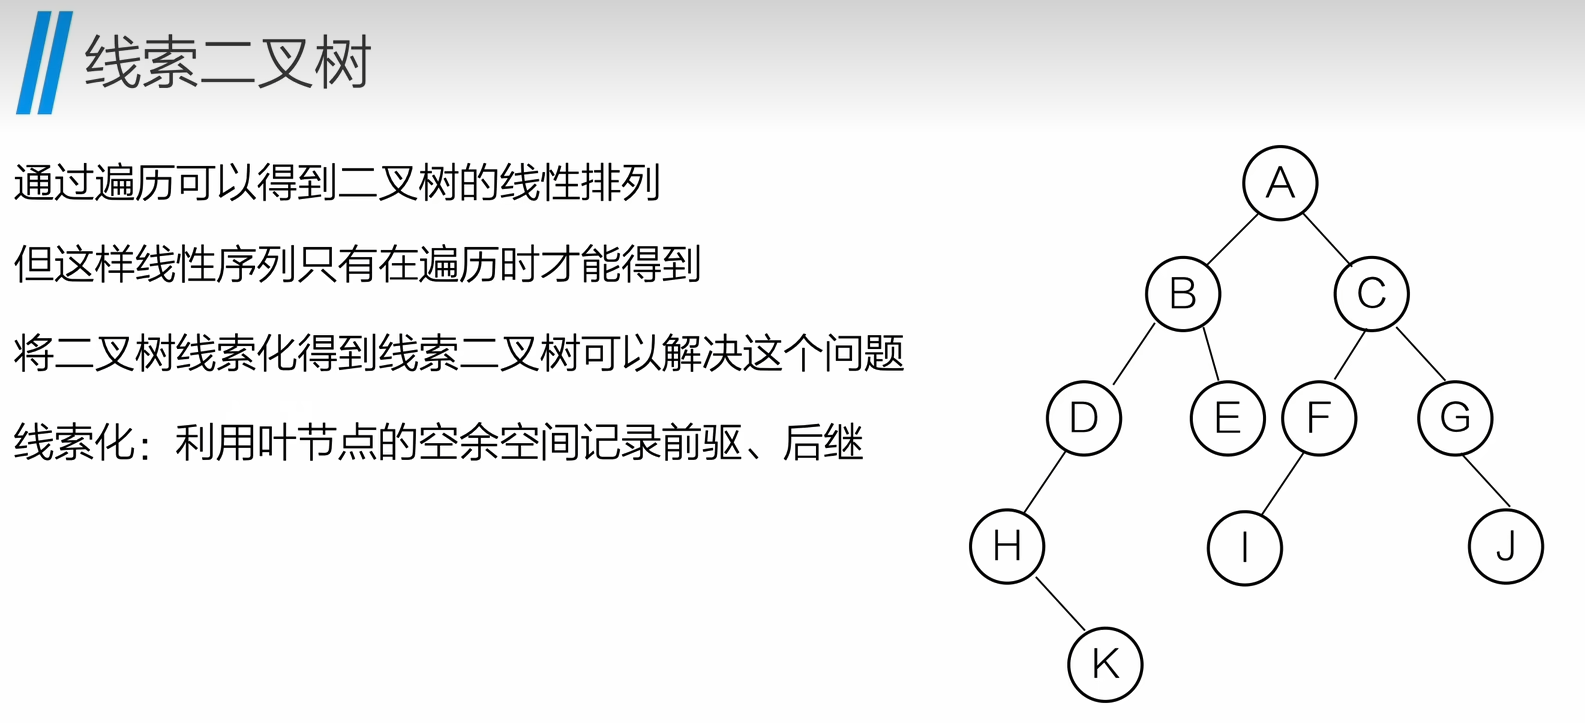 线索二叉树
通过遍历可以得到二叉树的线性排列
但这样线性序列只有在遍历时才能得到
将二叉树线索化得到线索二叉树可以解决这个问题
线索化：利用叶节点的空余空间记录前驱、后继
A
B
C
D
E
F
G
H
I
J
K